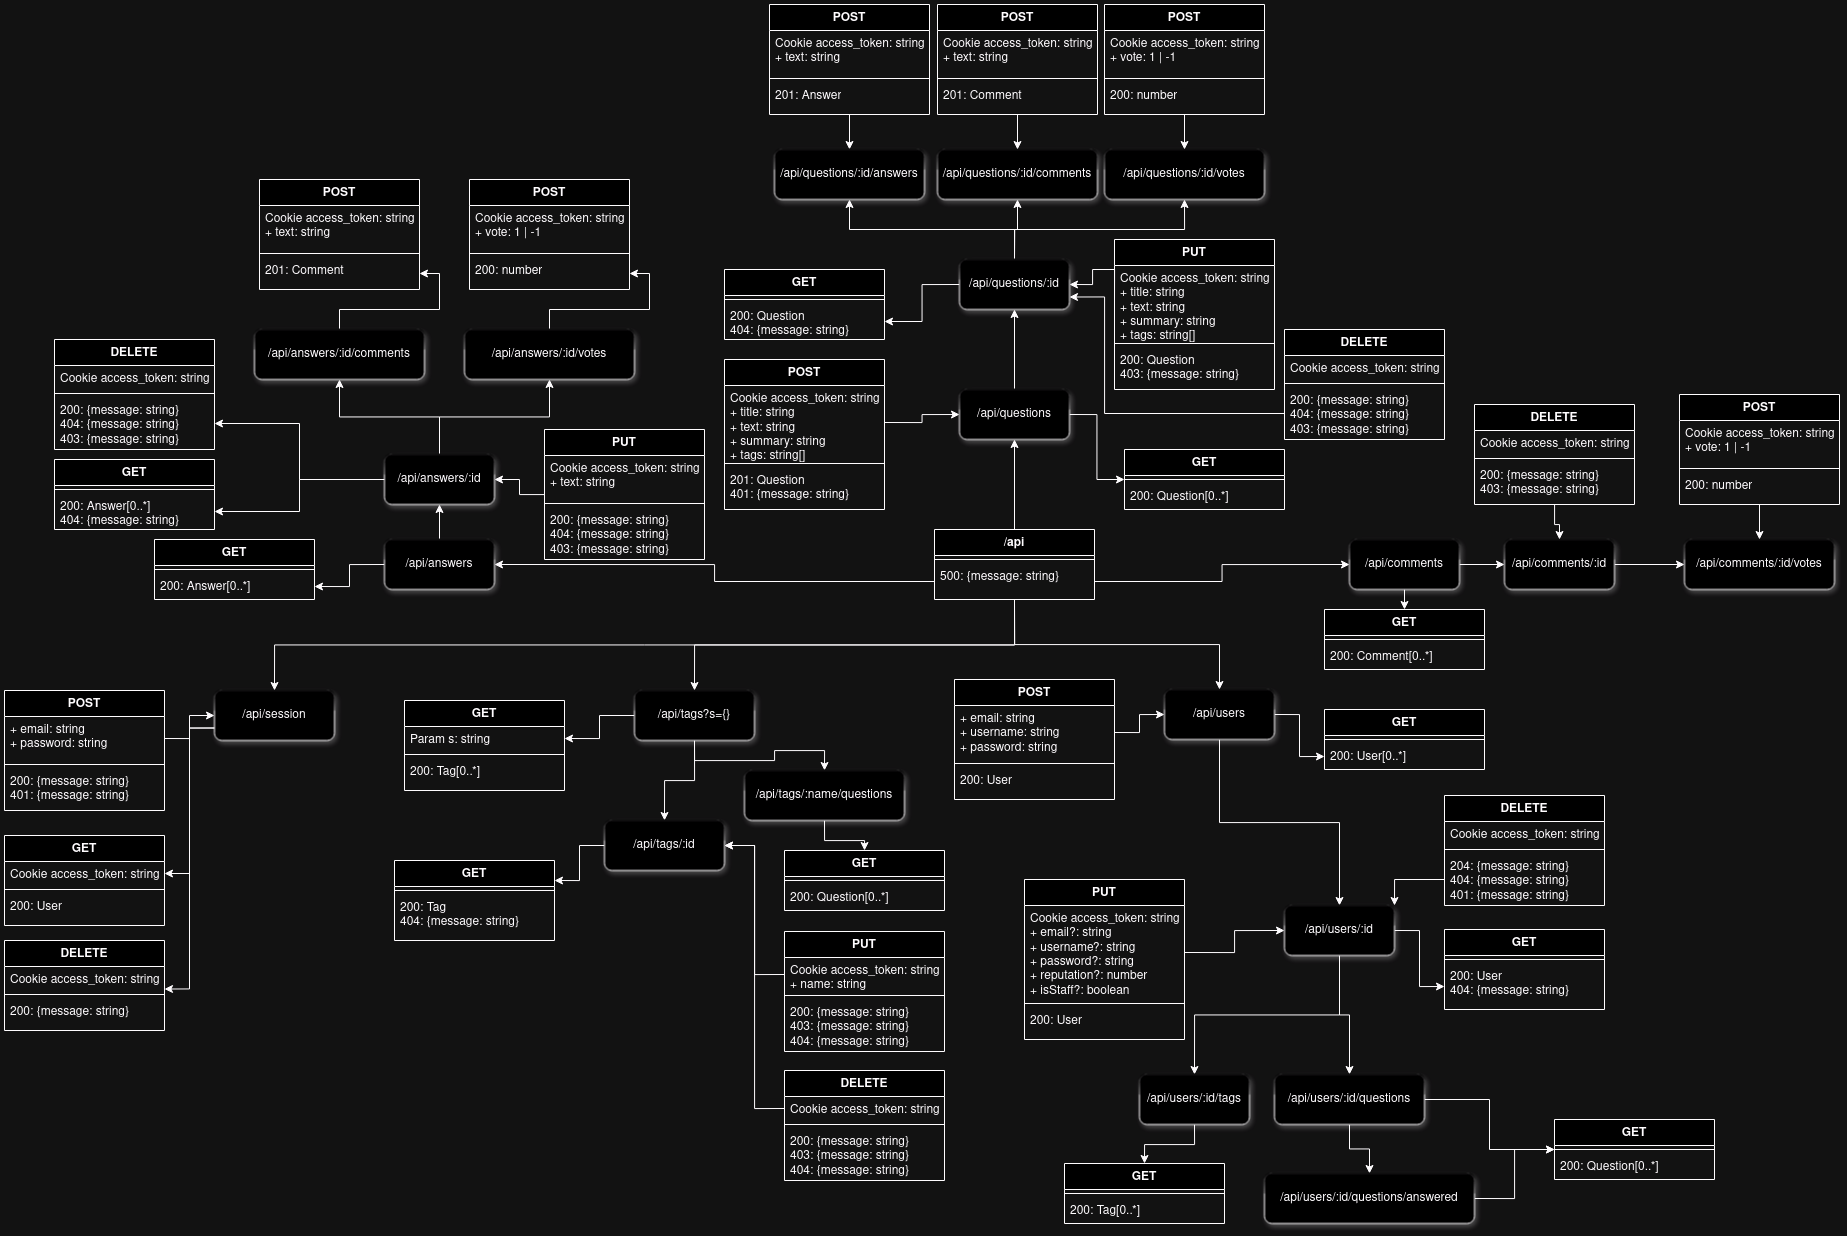 POST
Cookie access_token: string
+ text: string
201: Answer
POST
Cookie access_token: string
+ text: string
201: Comment
POST
Cookie access_token: string
+ vote: 1 | -1
200: number
/api/questions/:id/answers
/api/questions/:id/comments
/api/questions/:id/votes
POST
Cookie access_token: string
+ text: string
201: Comment
POST
Cookie access_token: string
+ vote: 1 | -1
200: number
GET
200: Question
404: {message: string}
/api/questions/:id
PUT
Cookie access_token: string
+ title: string
+ text: string
+ summary: string
+ tags: string[]
200: Question
403: {message: string}
DELETE
Cookie access_token: string
200: {message: string}
404: {message: string}
403: {message: string}
/api/answers/:id/comments
/api/answers/:id/votes
DELETE
Cookie access_token: string
200: {message: string}
404: {message: string}
403: {message: string}
POST
Cookie access_token: string
+ title: string
+ text: string
+ summary: string
+ tags: string[]
201: Question
401: {message: string}
/api/questions
GET
200: Question[0..*]
DELETE
Cookie access_token: string
200: {message: string}
403: {message: string}
POST
Cookie access_token: string
+ vote: 1 | -1
200: number
GET
200: Answer[0..*]
404: {message: string}
/api/answers/:id
PUT
Cookie access_token: string
+ text: string
200: {message: string}
404: {message: string}
403: {message: string}
GET
200: Answer[0..*]
/api/answers
/api
500: {message: string}
/api/comments
/api/comments/:id
/api/comments/:id/votes
GET
200: Comment[0..*]
POST
+ email: string
+ password: string
200: {message: string}
401: {message: string}
/api/session
GET
Cookie access_token: string
200: User
DELETE
Cookie access_token: string
200: {message: string}
GET
Param s: string
200: Tag[0..*]
/api/tags?s={}
/api/tags/:name/questions
/api/tags/:id
GET
200: Tag
404: {message: string}
GET
200: Question[0..*]
PUT
Cookie access_token: string
+ name: string
200: {message: string}
403: {message: string}
404: {message: string}
DELETE
Cookie access_token: string
200: {message: string}
403: {message: string}
404: {message: string}
POST
+ email: string
+ username: string
+ password: string
200: User
/api/users
GET
200: User[0..*]
DELETE
Cookie access_token: string
204: {message: string}
404: {message: string}
401: {message: string}
PUT
Cookie access_token: string
+ email?: string
+ username?: string
+ password?: string
+ reputation?: number
+ isStaff?: boolean
200: User
/api/users/:id
GET
200: User
404: {message: string}
/api/users/:id/tags
/api/users/:id/questions
GET
200: Question[0..*]
GET
200: Tag[0..*]
/api/users/:id/questions/answered